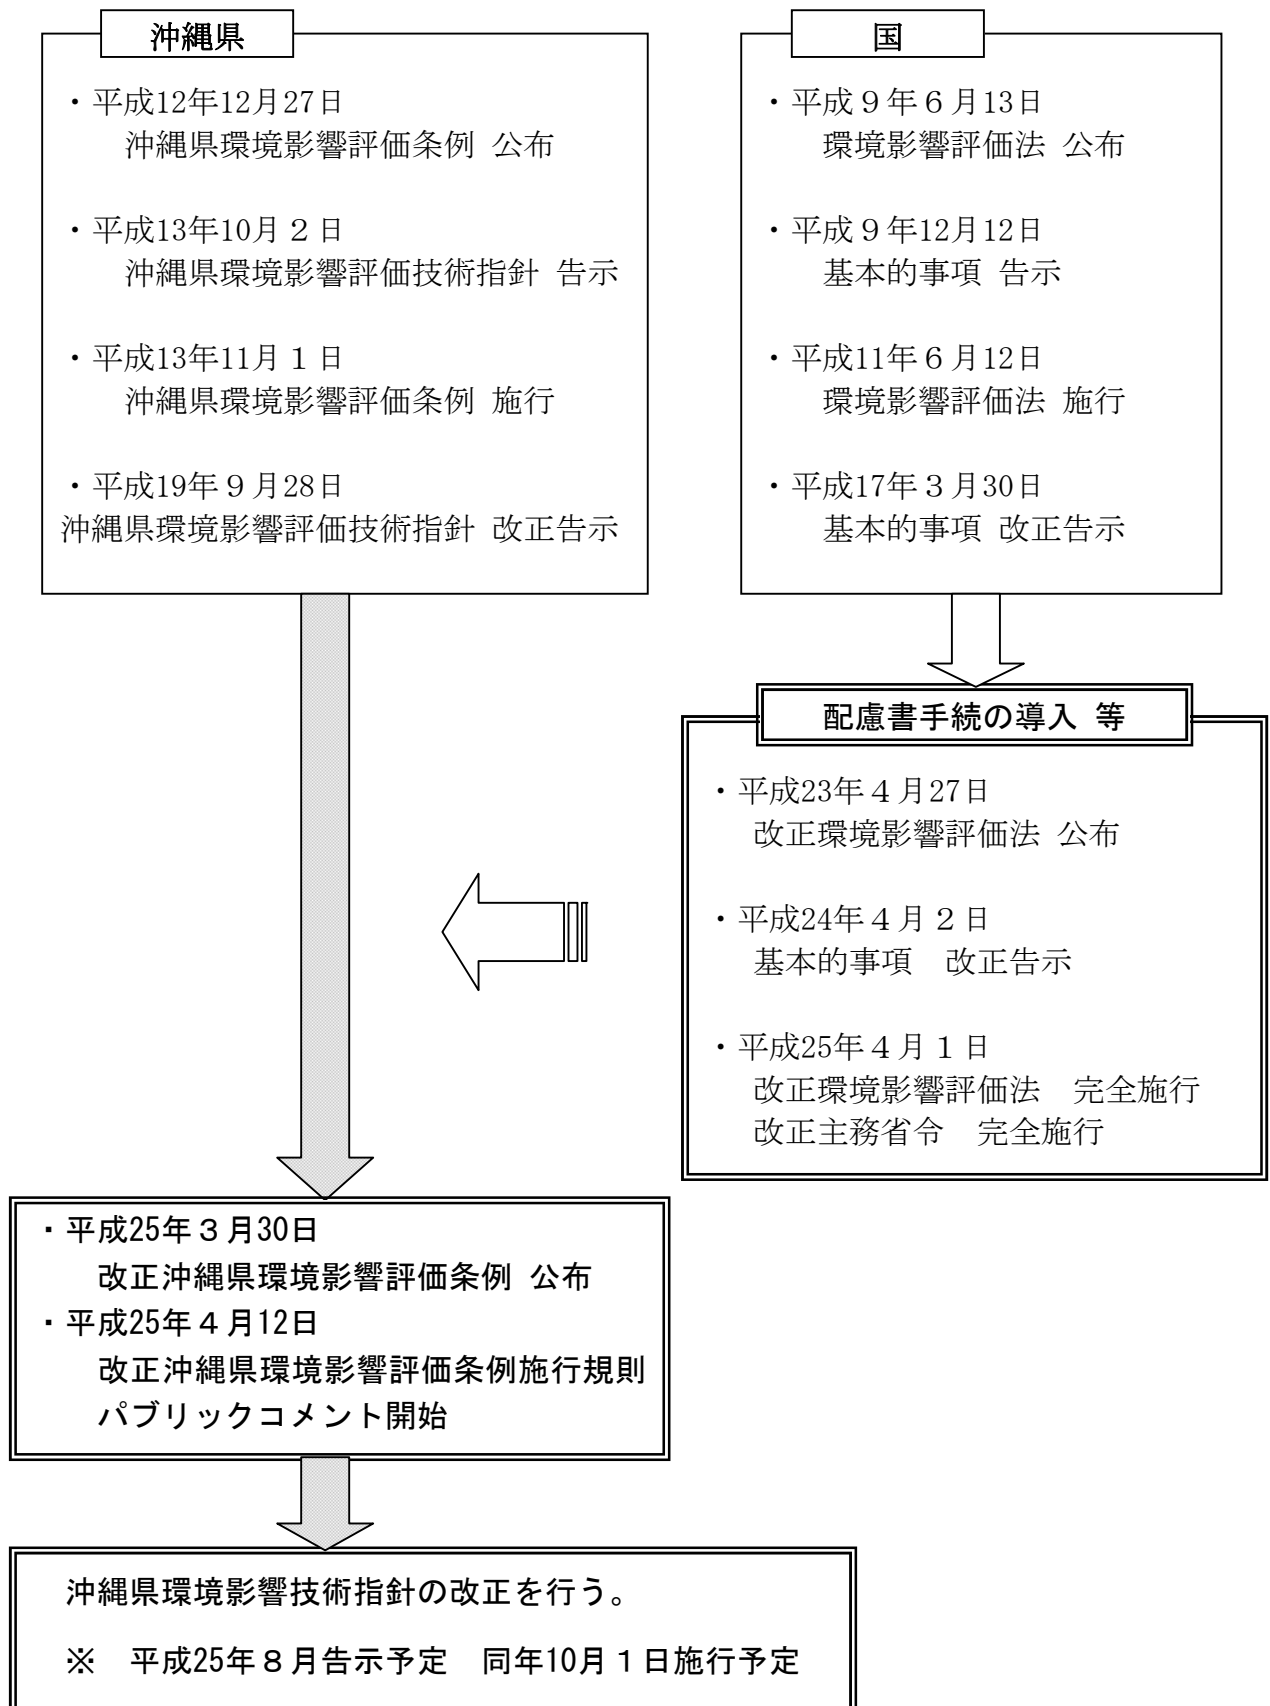 沖縄県
・平成12年12月27日
沖縄県環境影響評価条例 公布
・平成13年10月２日
沖縄県環境影響評価技術指針 告示
・平成13年11月１日
沖縄県環境影響評価条例 施行
・平成19年９月28日
沖縄県環境影響評価技術指針 改正告示
国
・平成９年６月13日
環境影響評価法 公布
・平成９年12月12日
基本的事項 告示
・平成11年６月12日
環境影響評価法 施行
・平成17年３月30日
基本的事項 改正告示
配慮書手続の導入 等
・平成23年４月27日
改正環境影響評価法 公布
・平成24年４月２日
基本的事項　改正告示
・平成25年４月１日
改正環境影響評価法　完全施行
改正主務省令　完全施行
・平成25年３月30日
改正沖縄県環境影響評価条例 公布
・平成25年４月12日
改正沖縄県環境影響評価条例施行規則
パブリックコメント開始
沖縄県環境影響技術指針の改正を行う。
※　平成25年８月告示予定　同年10月１日施行予定